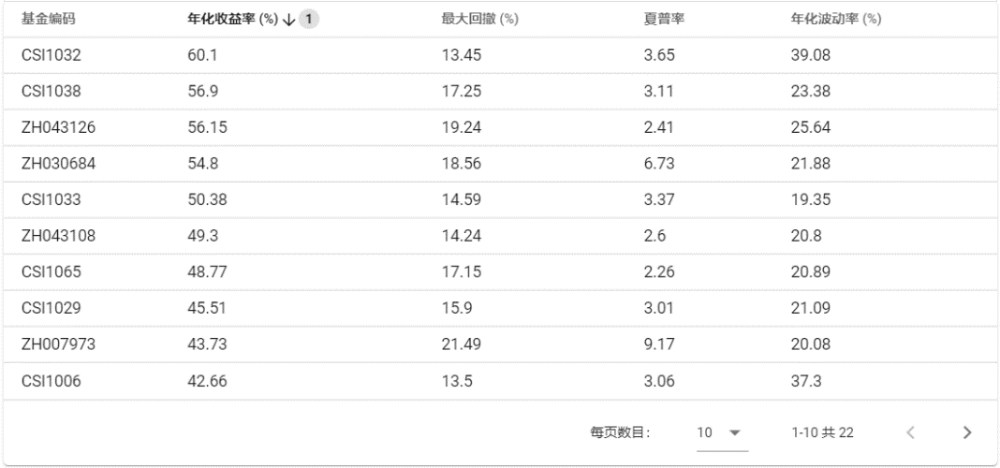 基金编码 年化收益率 (%) ↓ 1 最大回撤 (%) 夏普率 年化波动率 (%)
CSI1032 60.1 13.45 3.65 39.08
CSI1038 56.9 17.25 3.11 23.38
ZH043126 56.15 19.24 2.41 25.64
ZH030684 54.8 18.56 6.73 21.88
CSI1033 50.38 14.59 3.37 19.35
ZH043108 49.3 14.24 2.6 20.8
CSI1065 48.77 17.15 2.26 20.89
CSI1029 45.51 15.9 3.01 21.09
ZH007973 43.73 21.49 9.17 20.08
CSI1006 42.66 13.5 3.06 37.3
每页数目: 10 1-10 共 22